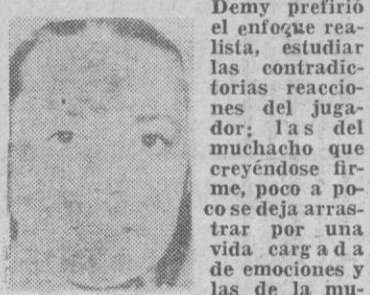 Demy prefirió
el enfoque rea-
lista, estudiar
las contradic-
torias reaccio-
nes del juga-
dor; las del
muchacho que
creyéndose fir-
me, poco a po-
co se deja arras-
trar por una
vida cargada
de emociones y
las de la mu-